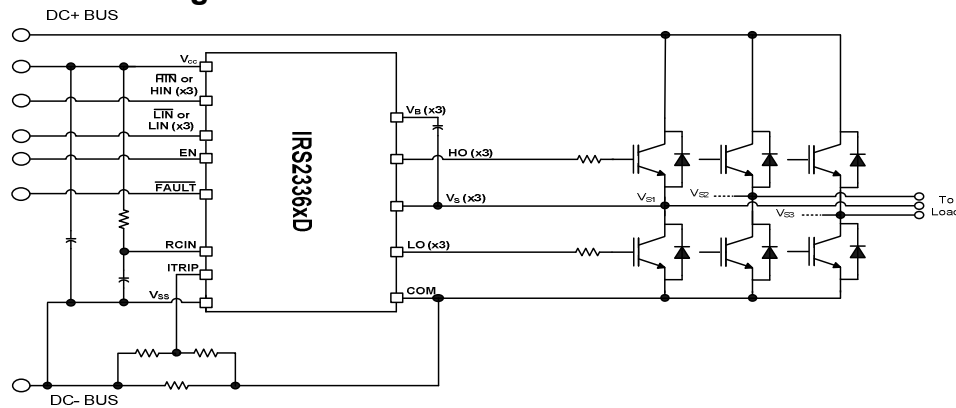 DC+ BUS
Vcc
HIN or
HIN (x3)
LIN or
LIN (x3)
EN
FAULT
RCIN
ITRIP
Vss
IRS2336xD
VB (x3)
HO (x3)
VS (x3)
LO (x3)
COM
VS1
VS2
VS3
To
Load
DC- BUS